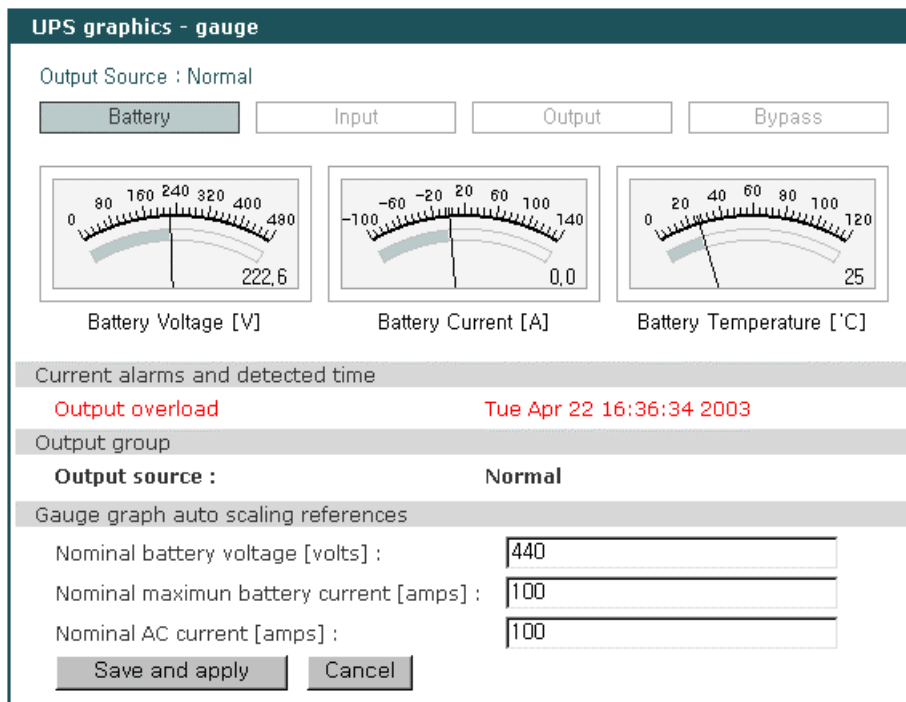 UPS graphics - gauge
Output Source : Normal
Battery Input Output Bypass
0 80 160 240 320 400 480
222,6
-100 -60 -20 20 60 100 140
0,0
0 20 40 60 80 100 120
25
Battery Voltage [V] Battery Current [A] Battery Temperature [˚C]
Current alarms and detected time
Output overload Tue Apr 22 16:36:34 2003
Output group
Output source : Normal
Gauge graph auto scaling references
Nominal battery voltage [volts] : 440
Nominal maximun battery current [amps] : 100
Nominal AC current [amps] : 100
Save and apply Cancel